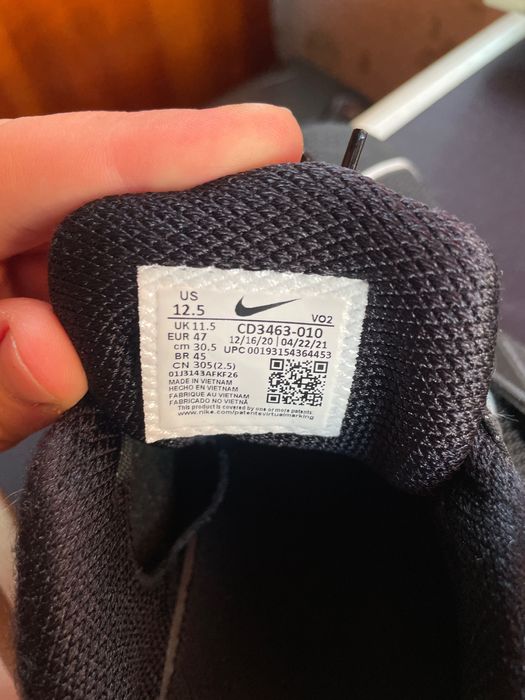 US
12.5
VO2
UK 11.5
CD3463-010
EUR 47
12/16/20 | 04/22/21
cm 30.5
UPC 00193154364453
BR 45
CN 305(2.5)
01J3143AFKF26
MADE IN VIETNAM
HECHO EN VIETNAM
FABRIQUE AU VIETNAM
FABRICADO NO VIETNÃ
This product is covered by one or more patents
www.nike.com/patentsvirtualmarking